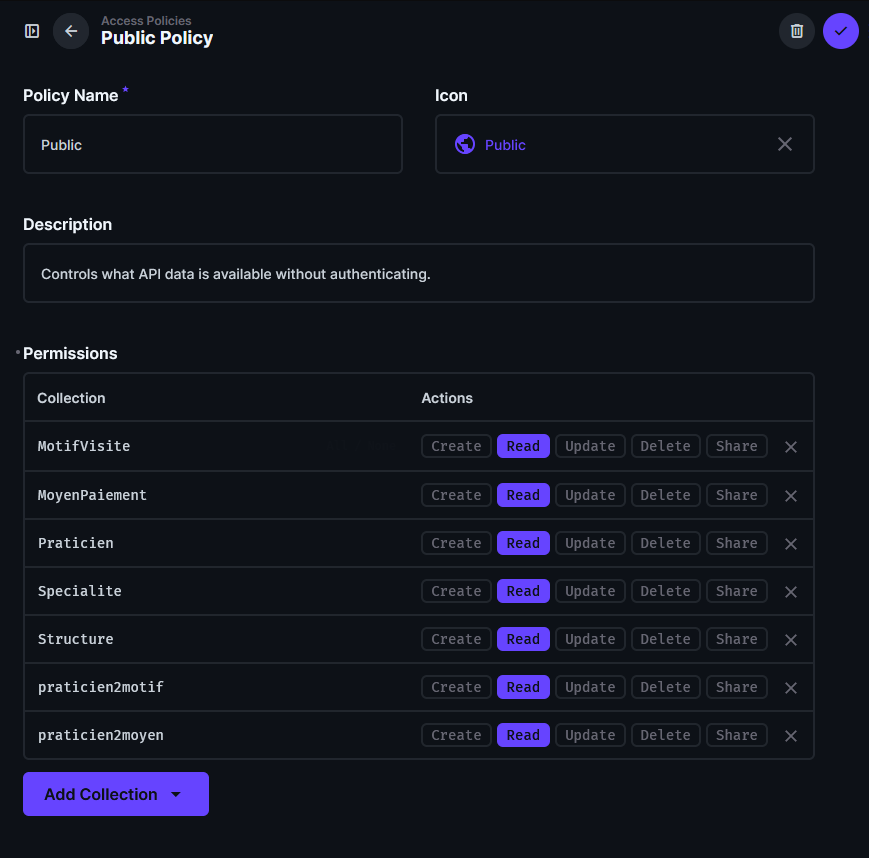 Access Policies
Public Policy
Policy Name *
Icon
Public
Public
Description
Controls what API data is available without authenticating.
Permissions
Collection Actions
MotifVisite Create Read Update Delete Share
MoyenPaiement Create Read Update Delete Share
Praticien Create Read Update Delete Share
Specialite Create Read Update Delete Share
Structure Create Read Update Delete Share
praticien2motif Create Read Update Delete Share
praticien2moyen Create Read Update Delete Share
Add Collection